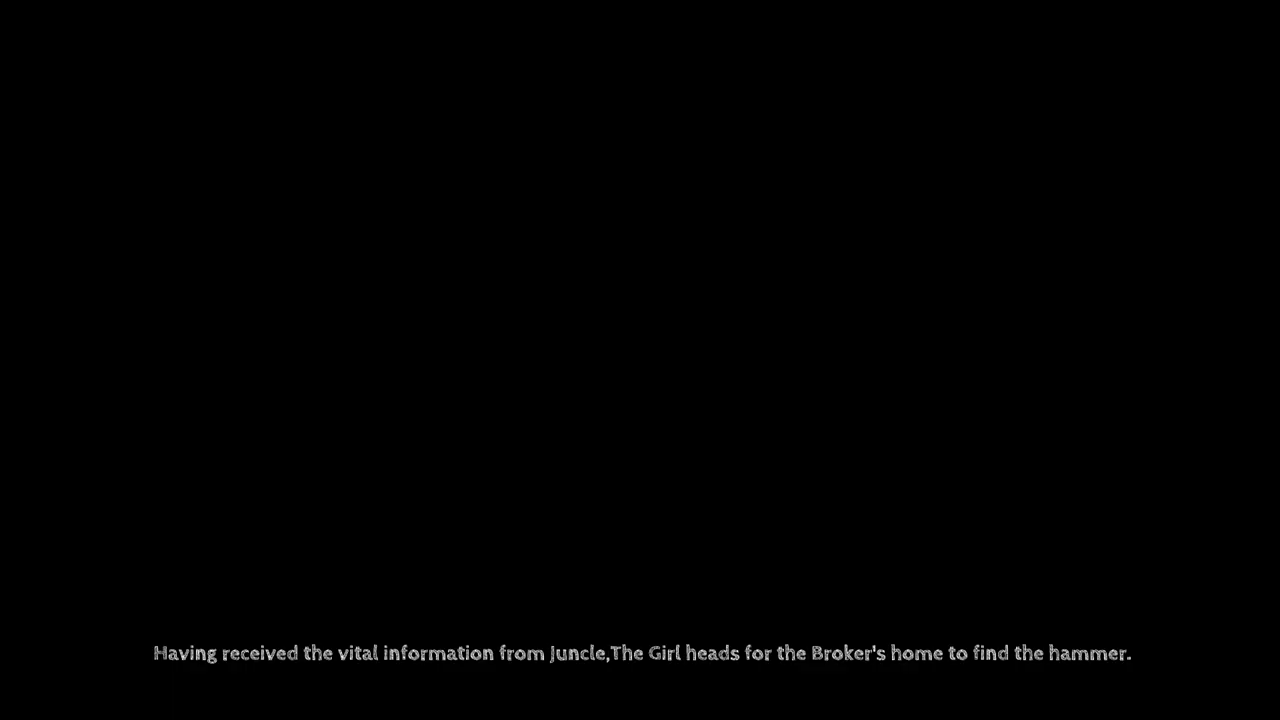 Having received the vital information from Juncle,The Girl heads for the Broker's home to find the hammer.